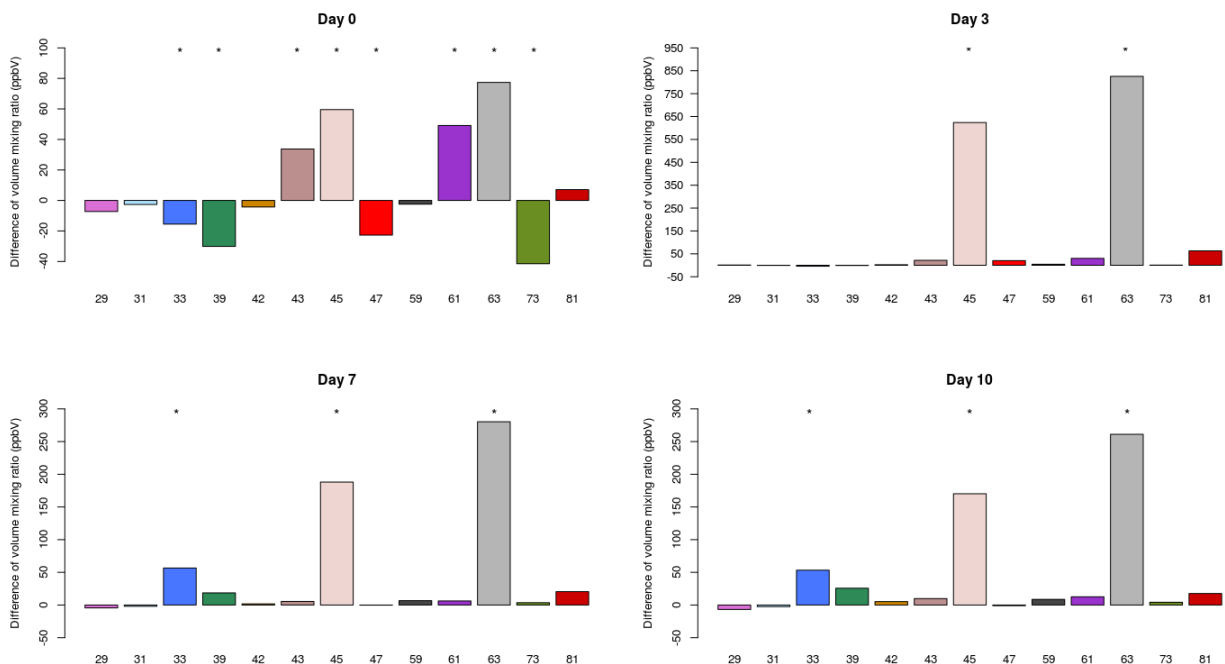 Day 0
Difference of volume mixing ratio (ppbV)
100
80
60
40
20
0
-20
-40
* * * * * * * *
29 31 33 39 42 43 45 47 59 61 63 73 81
Day 3
Difference of volume mixing ratio (ppbV)
950
850
750
650
550
450
350
250
150
50
-50
* *
29 31 33 39 42 43 45 47 59 61 63 73 81
Day 7
Difference of volume mixing ratio (ppbV)
300
250
200
150
100
50
0
-50
* * *
29 31 33 39 42 43 45 47 59 61 63 73 81
Day 10
Difference of volume mixing ratio (ppbV)
300
250
200
150
100
50
0
-50
* * *
29 31 33 39 42 43 45 47 59 61 63 73 81